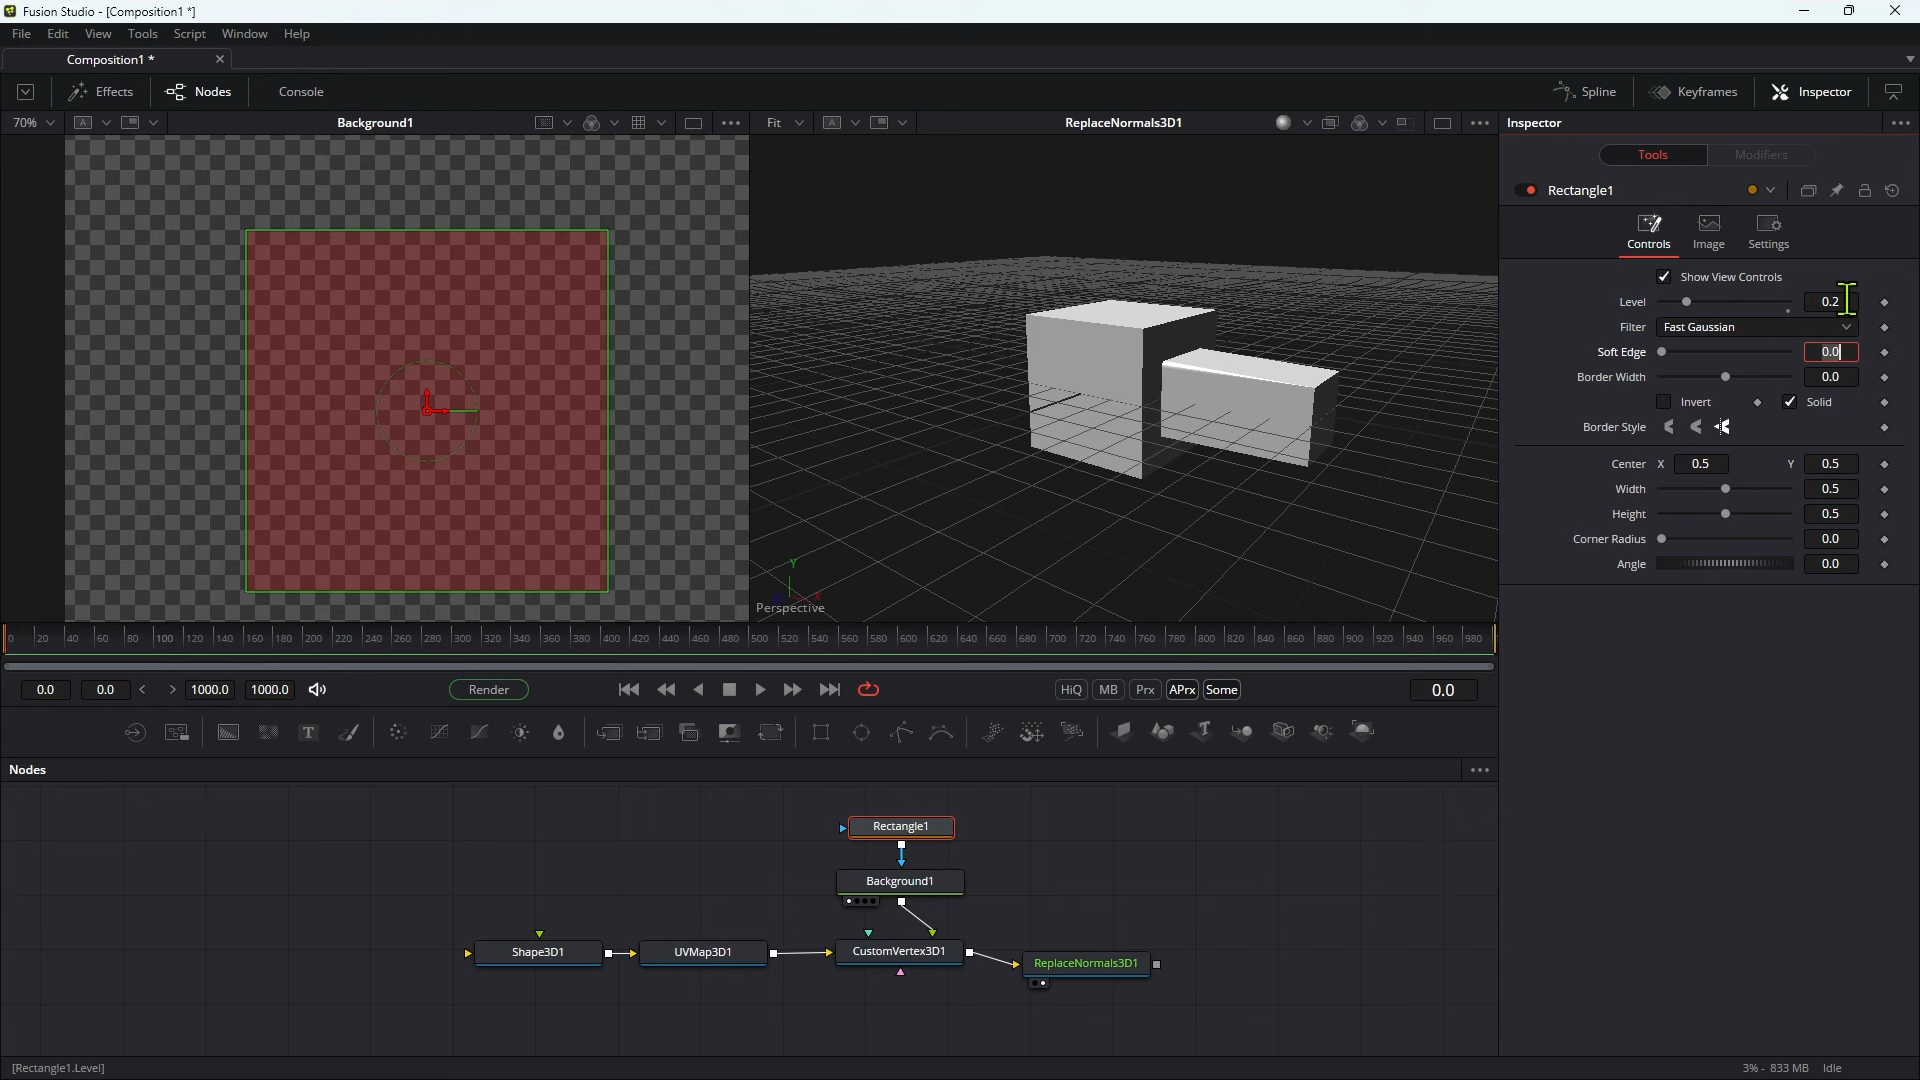 Fusion Studio - [Composition1 *]
File Edit View Tools Script Window Help
Composition1 *
Effects Nodes Console Spline Keyframes Inspector
70% A Background1 Fit A ReplaceNormals3D1 Inspector
Tools Modifiers
Rectangle1
Controls Image Settings
Show View Controls
Level 0.2
Filter Fast Gaussian
Soft Edge 0.0
Border Width 0.0
Invert Solid
Border Style
Center X 0.5 Y 0.5
Width 0.5
Height 0.5
Corner Radius 0.0
Angle 0.0
Y
X
Perspective
0 20 40 60 80 100 120 140 160 180 200 220 240 260 280 300 320 340 360 380 400 420 440 460 480 500 520 540 560 580 600 620 640 660 680 700 720 740 760 780 800 820 840 860 880 900 920 940 960 980
0.0 0.0 < > 1000.0 1000.0 Render HiQ MB Prx APrx Some 0.0
T T
Nodes
Rectangle1
Background1
Shape3D1 UVMap3D1 CustomVertex3D1 ReplaceNormals3D1
[Rectangle1.Level] 3% - 833 MB Idle